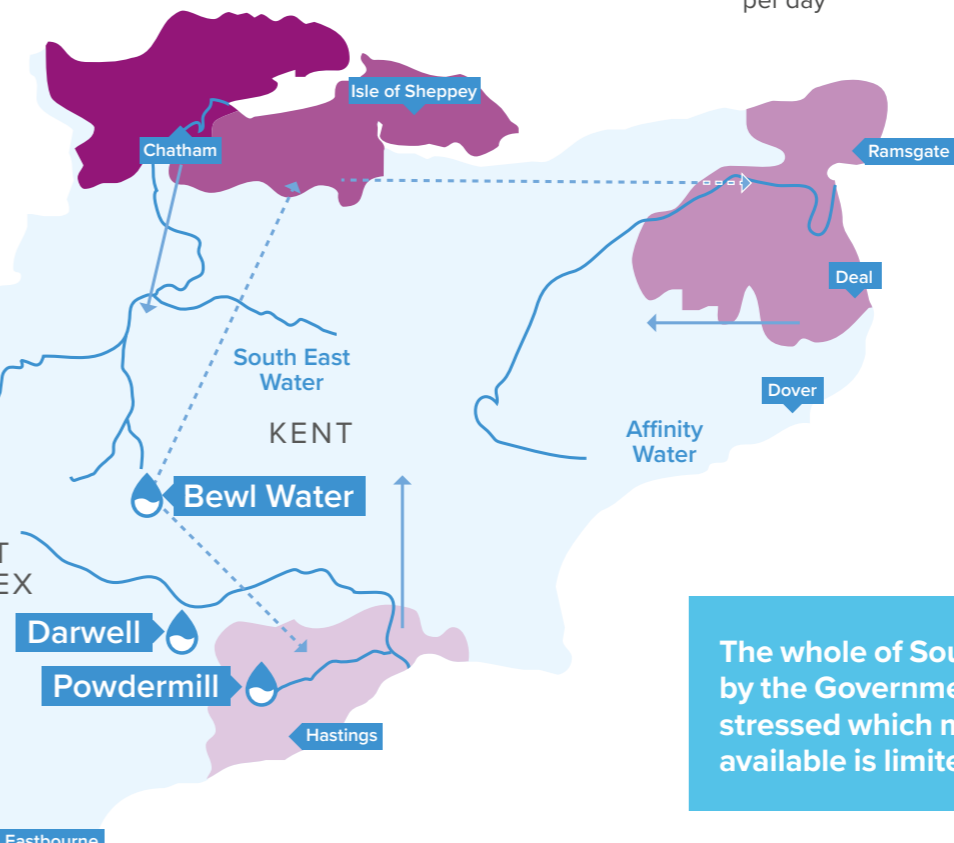 per day
Isle of Sheppey
Chatham
Ramsgate
Deal
South East
Water
Dover
KENT
Affinity
Water
Bewl Water
T
EX
Darwell
Powdermill
Hastings
The whole of Sou
by the Governme
stressed which m
available is limite
Eastbourne